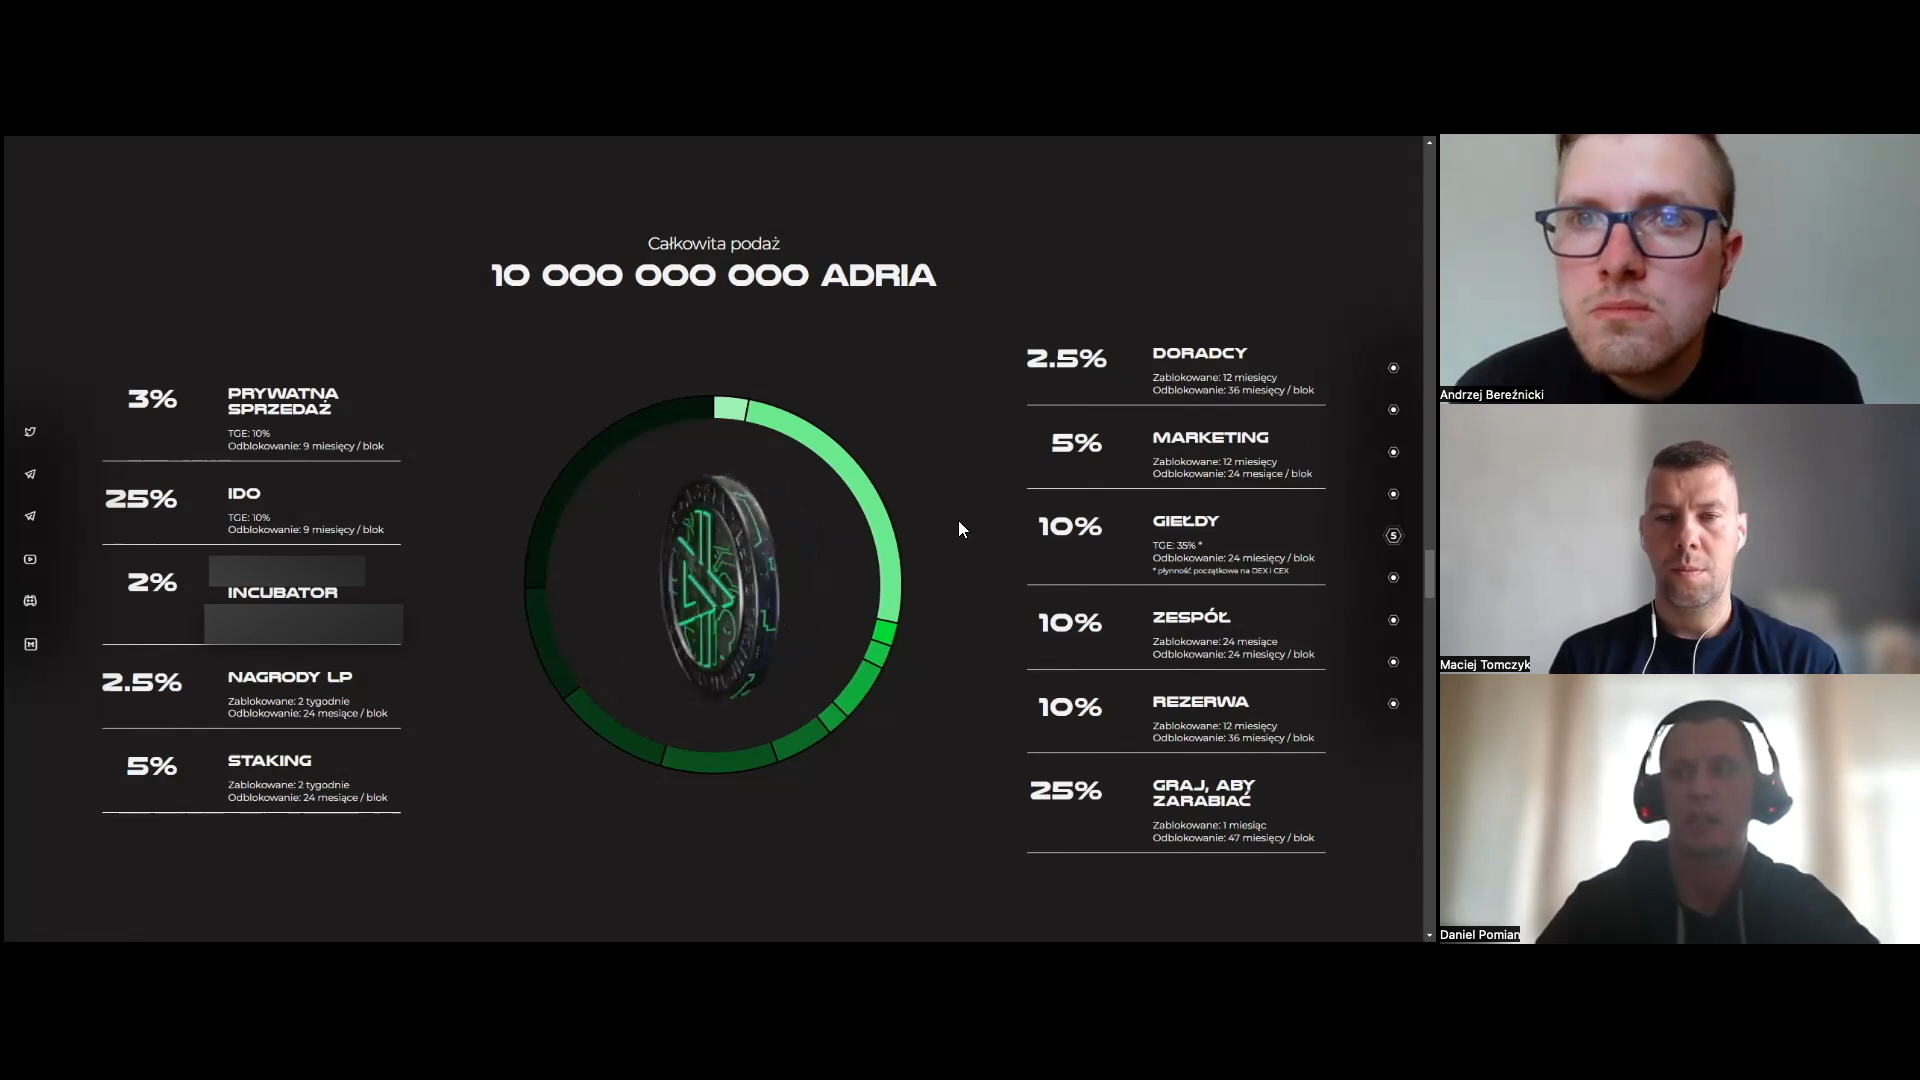 Całkowita podaż
10 000 000 000 ADRIA
3%
PRYWATNA
SPRZEDAŻ
TGE: 10%
Odblokowanie: 9 miesięcy / blok
25%
IDO
TGE: 10%
Odblokowanie: 9 miesięcy / blok
2%
INCUBATOR
2.5%
NAGRODY LP
Zablokowane: 2 tygodnie
Odblokowanie: 24 mesiące / blok
5%
STAKING
Zablokowane: 2 tygodnie
Odblokowanie: 24 mesiące / blok
2.5%
DORADCY
Zablokowane: 12 miesięcy
Odblokowanie: 36 miesięcy / blok
5%
MARKETING
Zablokowane: 12 miesięcy
Odblokowanie: 24 mesiące / blok
10%
GIEŁDY
TGE: 35% *
Odblokowanie: 24 miesięcy / blok
* płynność początkowa na DEX i CEX
10%
ZESPÓŁ
Zablokowane: 24 mesiące
Odblokowanie: 24 miesięcy / blok
10%
REZERWA
Zablokowane: 12 miesięcy
Odblokowanie: 36 miesięcy / blok
25%
GRAJ, ABY
ZARABIAĆ
Zablokowane: 1 miesiąc
Odblokowanie: 47 miesięcy / blok
5
Andrzej Bereźnicki
Maciej Tomczyk
Daniel Pomian